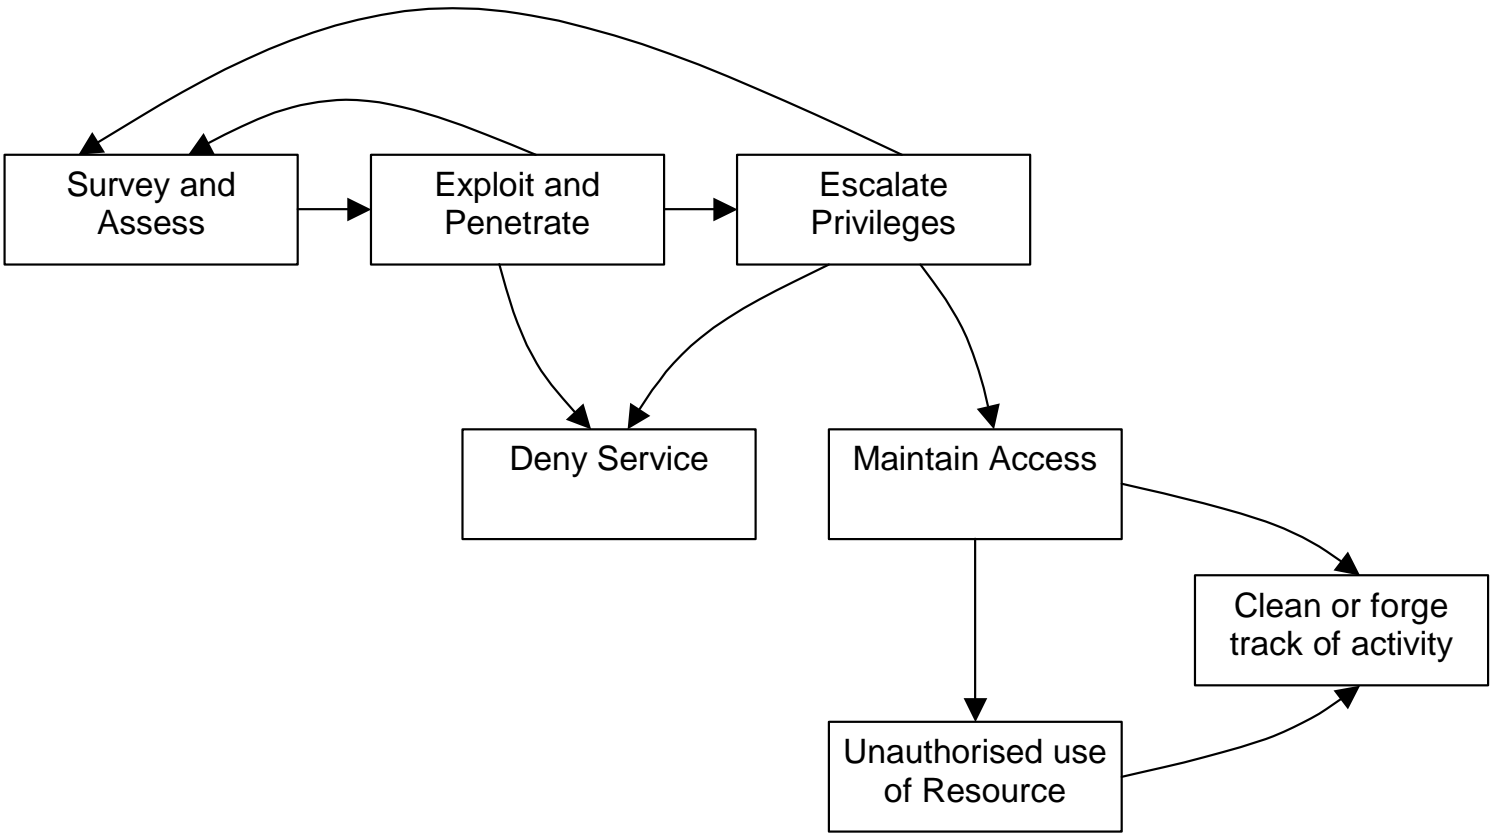 Survey and
Assess
Exploit and
Penetrate
Escalate
Privileges
Deny Service
Maintain Access
Clean or forge
track of activity
Unauthorised use
of Resource